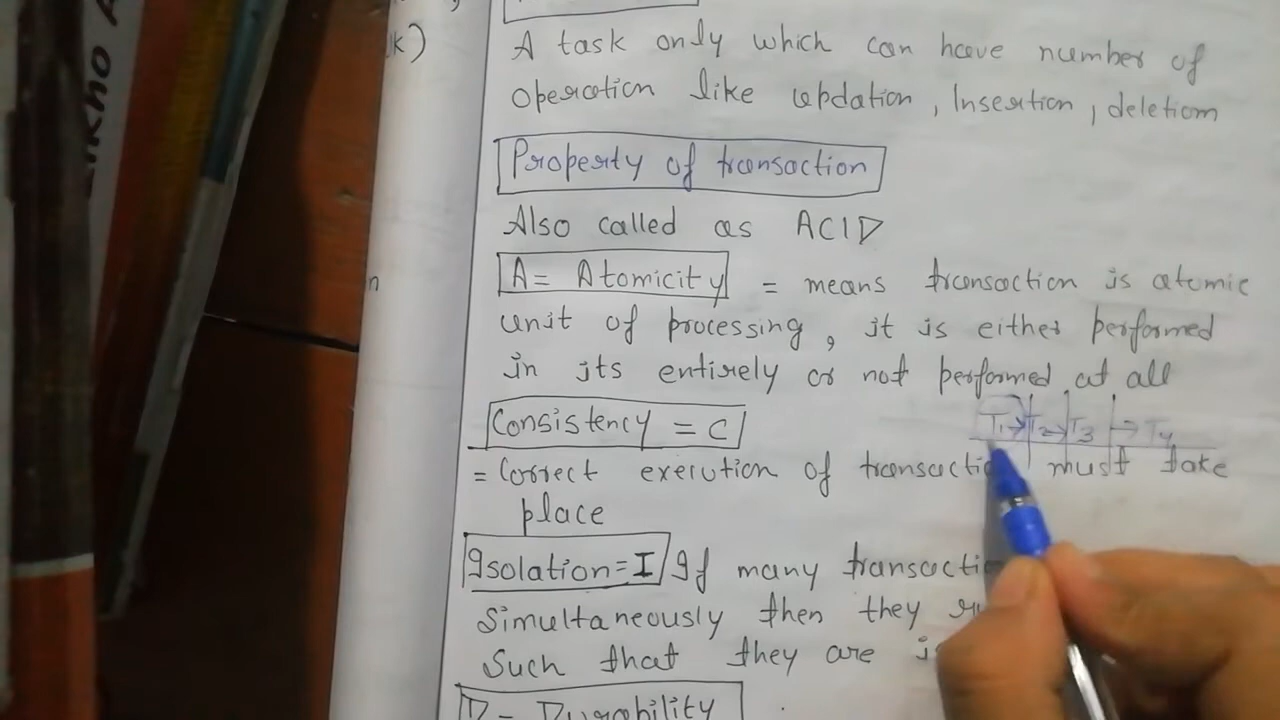 k)
A task only which can have number of
operation like updation, Insertion, deletion
Property of transaction
Also called as ACID
A = Atomicity = means transaction is atomic
unit of processing, it is either performed
in its entirely or not performed at all
Consistency = C
T1→T2→T3→T4
= Correct execution of transacti must take
place
Isolation = I If many transacti
Simultaneously then they
Such that they are
D - Durability
n